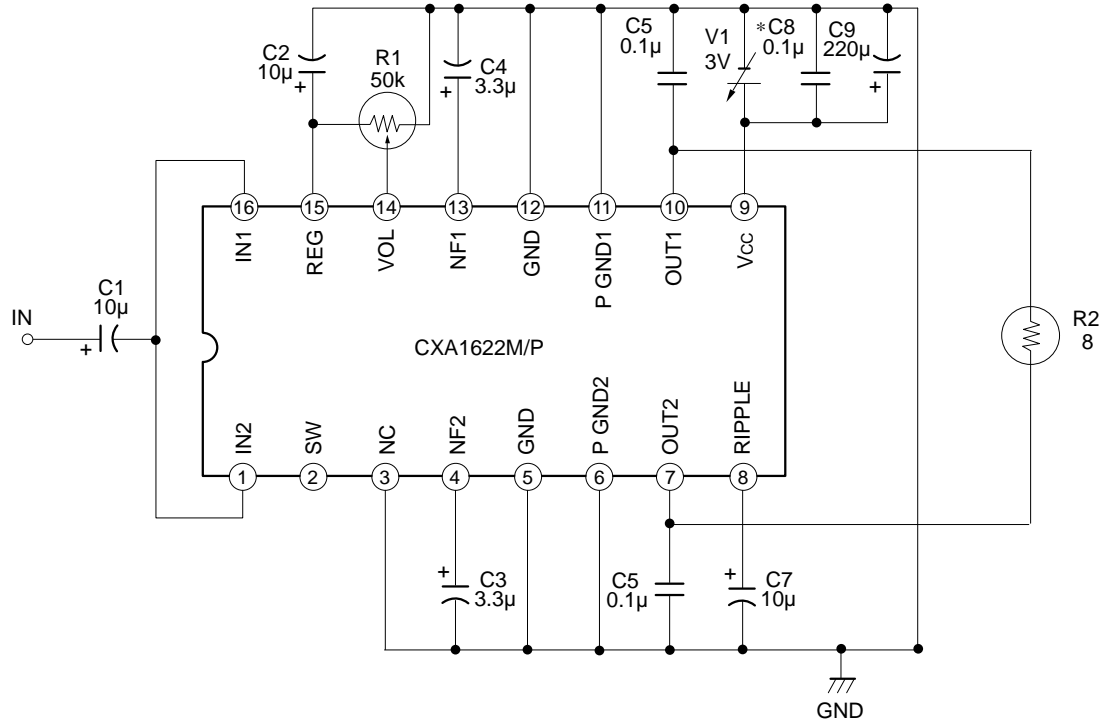 C2
10µ
+
R1
50k
C4
3.3µ
+
C5
0.1µ
V1
3V
*C8
0.1µ
C9
220µ
+
16
15
14
13
12
11
10
9
IN1
REG
VOL
NF1
GND
P GND1
OUT1
Vcc
IN
C1
10µ
+
CXA1622M/P
R2
8
IN2
SW
NC
NF2
GND
P GND2
OUT2
RIPPLE
1
2
3
4
5
6
7
8
+
C3
3.3µ
C5
0.1µ
+
C7
10µ
GND